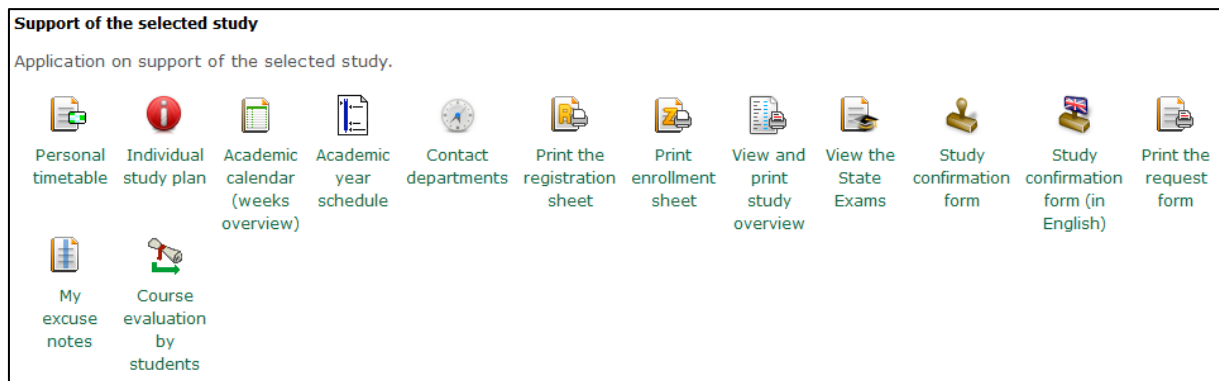 Support of the selected study
Application on support of the selected study.
Personal timetable
Individual study plan
Academic calendar (weeks overview)
Academic year schedule
Contact departments
Print the registration sheet
Print enrollment sheet
View and print study overview
View the State Exams
Study confirmation form
Study confirmation form (in English)
Print the request form
My excuse notes
Course evaluation by students